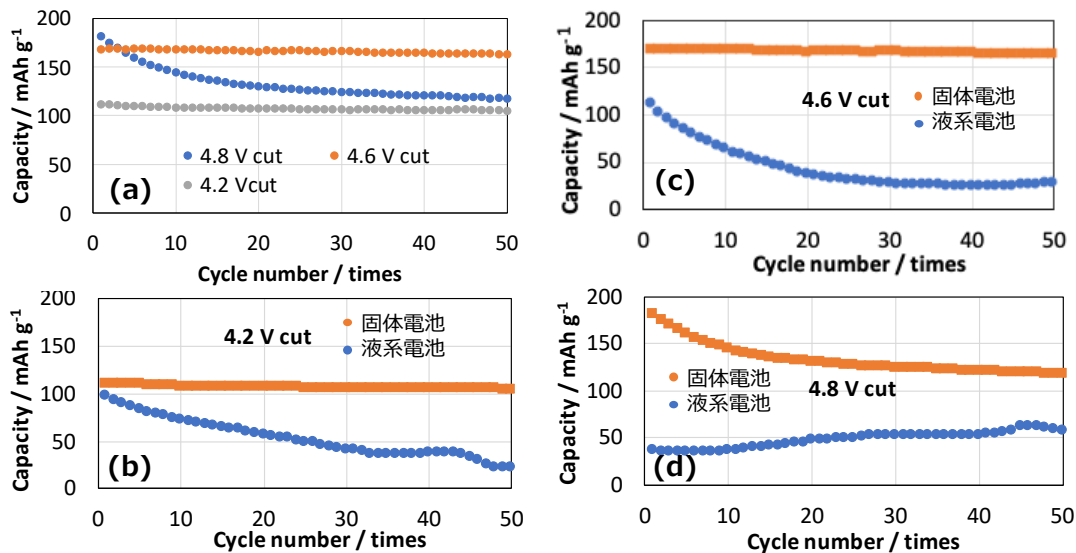 200
150
100
50
0
Capacity / mAh g-1
4.8 V cut
4.6 V cut
4.2 Vcut
(a)
0 10 20 30 40 50
Cycle number / times
200
150
100
50
0
Capacity / mAh g-1
4.2 V cut
固体電池
液系電池
(b)
0 10 20 30 40 50
Cycle number / times
200
150
100
50
0
Capacity / mAh g-1
4.6 V cut
固体電池
液系電池
(c)
0 10 20 30 40 50
Cycle number / times
200
150
100
50
0
Capacity / mAh g-1
固体電池
液系電池
4.8 V cut
(d)
0 10 20 30 40 50
Cycle number / times